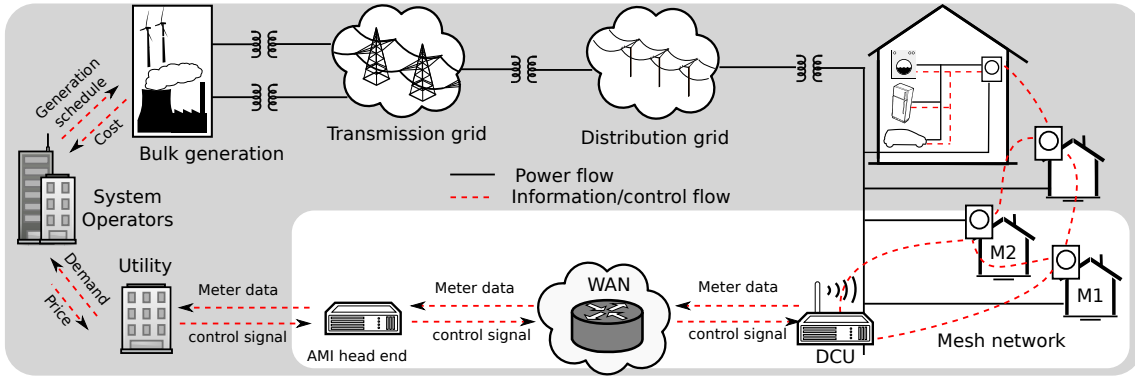 Generation
schedule
Cost
Bulk generation
Transmission grid
Distribution grid
Power flow
Information/control flow
System
Operators
Demand
Price
Utility
Meter data
control signal
AMI head end
Meter data
control signal
WAN
Meter data
control signal
DCU
M2
M1
Mesh network